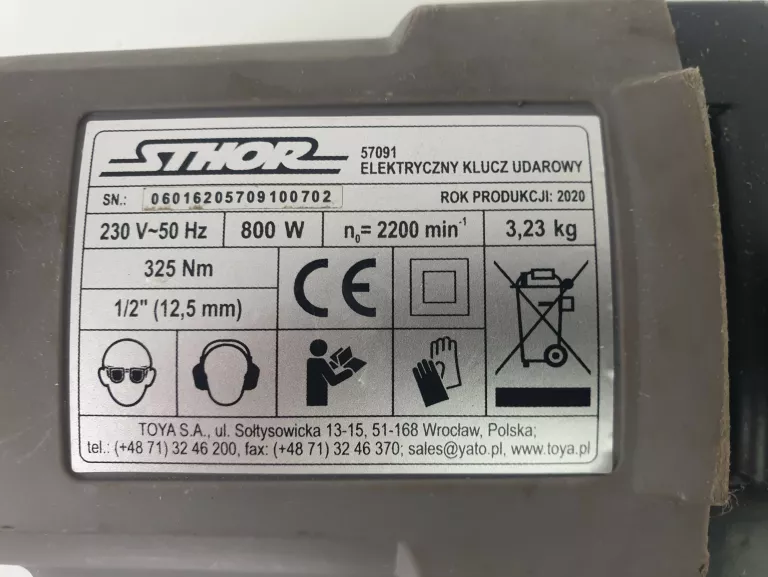 STHOR
57091
ELEKTRYCZNY KLUCZ UDAROWY
SN.: 06016205709100702
ROK PRODUKCJI: 2020
230 V~50 Hz
800 W
n₀= 2200 min⁻¹
3,23 kg
325 Nm
1/2" (12,5 mm)
CE
TOYA S.A., ul. Sołtysowicka 13-15, 51-168 Wrocław, Polska;
tel.: (+48 71) 32 46 200, fax: (+48 71) 32 46 370; sales@yato.pl, www.toya.pl